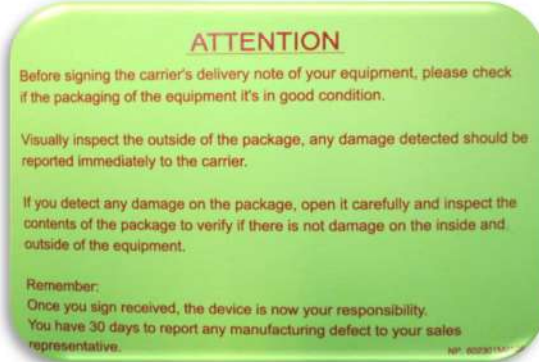 ATTENTION
Before signing the carrier's delivery note of your equipment, please check
if the packaging of the equipment it's in good condition.
Visually inspect the outside of the package, any damage detected should be
reported immediately to the carrier.
If you detect any damage on the package, open it carefully and inspect the
contents of the package to verify if there is not damage on the inside and
outside of the equipment.
Remember:
Once you sign received, the device is now your responsibility.
You have 30 days to report any manufacturing defect to your sales
representative.
NP.